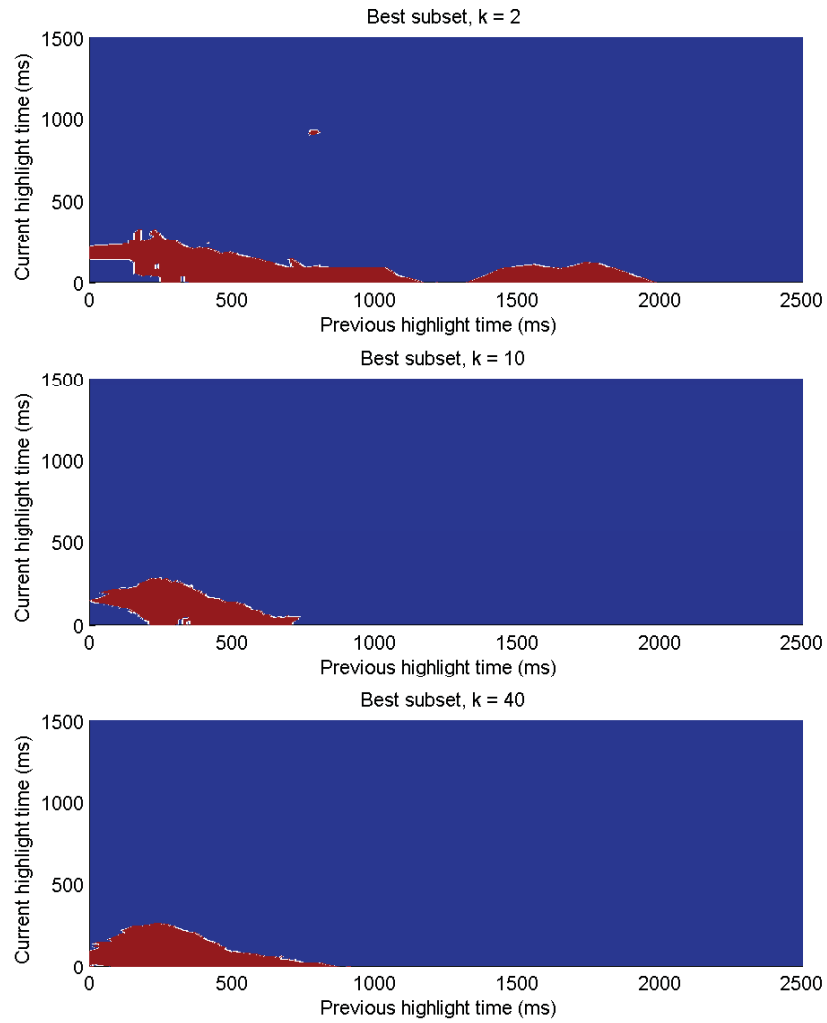 Best subset, k = 2
1500
1000
500
0
Current highlight time (ms)
0 500 1000 1500 2000 2500
Previous highlight time (ms)
Best subset, k = 10
1500
1000
500
0
Current highlight time (ms)
0 500 1000 1500 2000 2500
Previous highlight time (ms)
Best subset, k = 40
1500
1000
500
0
Current highlight time (ms)
0 500 1000 1500 2000 2500
Previous highlight time (ms)